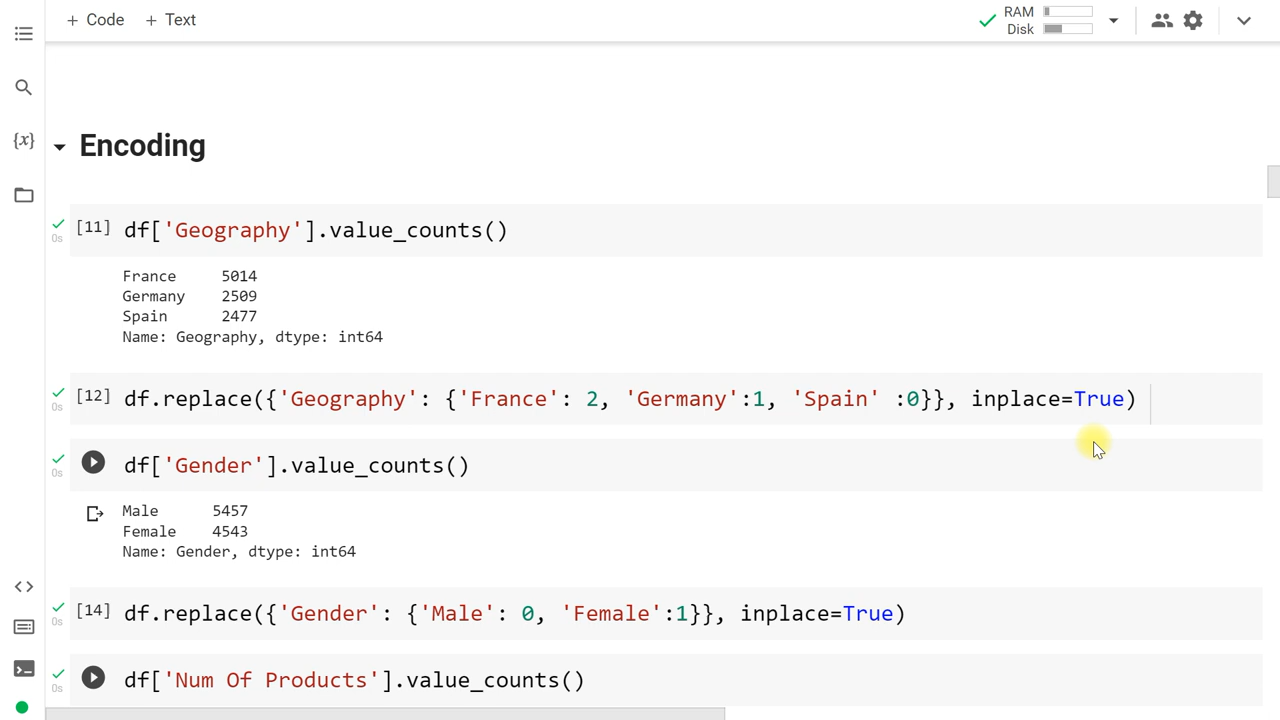 + Code + Text
RAM
Disk
{x}
Encoding
0s [11] df['Geography'].value_counts()
France 5014
Germany 2509
Spain 2477
Name: Geography, dtype: int64
0s [12] df.replace({'Geography': {'France': 2, 'Germany':1, 'Spain' :0}}, inplace=True)
0s df['Gender'].value_counts()
Male 5457
Female 4543
Name: Gender, dtype: int64
0s [14] df.replace({'Gender': {'Male': 0, 'Female':1}}, inplace=True)
0s df['Num Of Products'].value_counts()